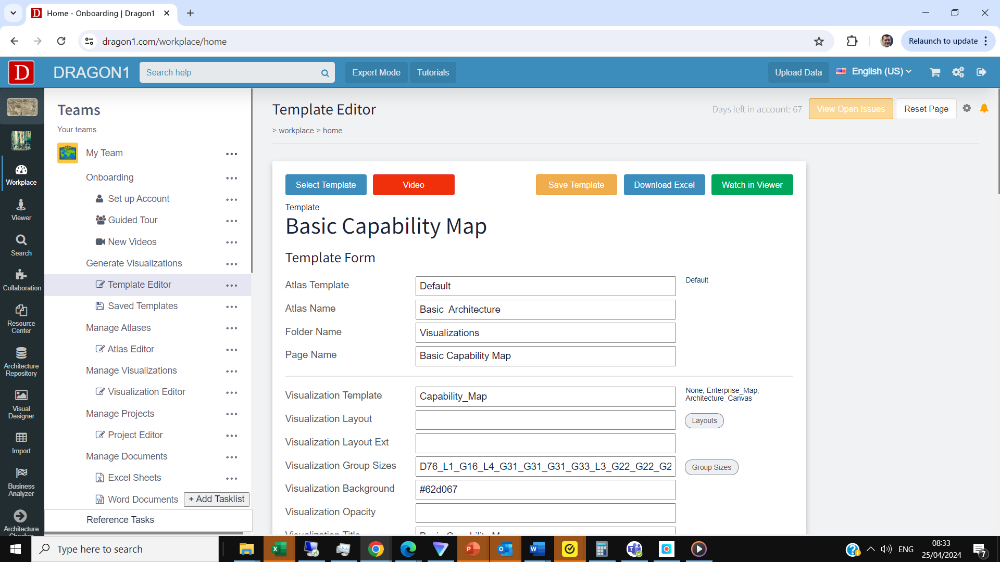 Home - Onboarding | Dragon1
dragon1.com/workplace/home
Relaunch to update
D
DRAGON1
Search help
Expert Mode
Tutorials
Upload Data
English (US)
Workplace
Viewer
Search
Collaboration
Resource
Center
Architecture
Repository
Visual
Designer
Import
Business
Analyzer
Architecture
Checker
Teams
Your teams
My Team
Onboarding
Set up Account
Guided Tour
New Videos
Generate Visualizations
Template Editor
Saved Templates
Manage Atlases
Atlas Editor
Manage Visualizations
Visualization Editor
Manage Projects
Project Editor
Manage Documents
Excel Sheets
Word Documents
+ Add Tasklist
Reference Tasks
Template Editor
Days left in account: 67
View Open Issues
Reset Page
> workplace > home
Select Template
Video
Save Template
Download Excel
Watch in Viewer
Template
Basic Capability Map
Template Form
Atlas Template
Default
Default
Atlas Name
Basic  Architecture
Folder Name
Visualizations
Page Name
Basic Capability Map
Visualization Template
Capability_Map
None, Enterprise_Map,
Architecture_Canvas
Visualization Layout
Layouts
Visualization Layout Ext
Visualization Group Sizes
D76_L1_G16_L4_G31_G31_G31_G33_L3_G22_G22_G2
Group Sizes
Visualization Background
#62d067
Visualization Opacity
Visualization Title
Basic Capability Map
Type here to search
ENG
08:33
25/04/2024
7